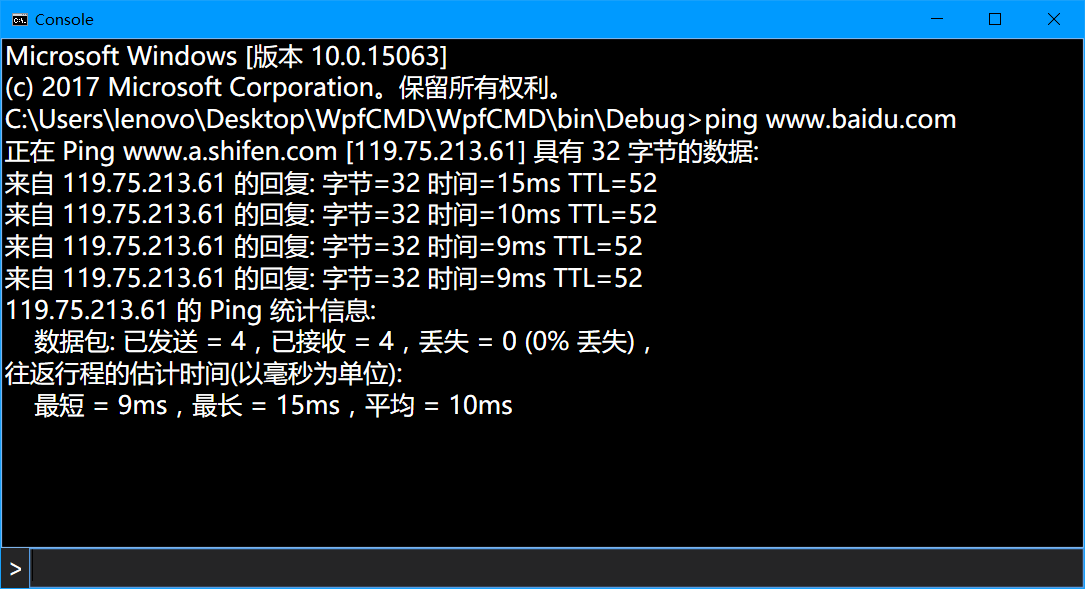 Console
Microsoft Windows [版本 10.0.15063]
(c) 2017 Microsoft Corporation。保留所有权利。
C:\Users\lenovo\Desktop\WpfCMD\WpfCMD\bin\Debug>ping www.baidu.com
正在 Ping www.a.shifen.com [119.75.213.61] 具有 32 字节的数据:
来自 119.75.213.61 的回复: 字节=32 时间=15ms TTL=52
来自 119.75.213.61 的回复: 字节=32 时间=10ms TTL=52
来自 119.75.213.61 的回复: 字节=32 时间=9ms TTL=52
来自 119.75.213.61 的回复: 字节=32 时间=9ms TTL=52
119.75.213.61 的 Ping 统计信息:
    数据包: 已发送 = 4，已接收 = 4，丢失 = 0 (0% 丢失)，
往返行程的估计时间(以毫秒为单位):
    最短 = 9ms，最长 = 15ms，平均 = 10ms
>